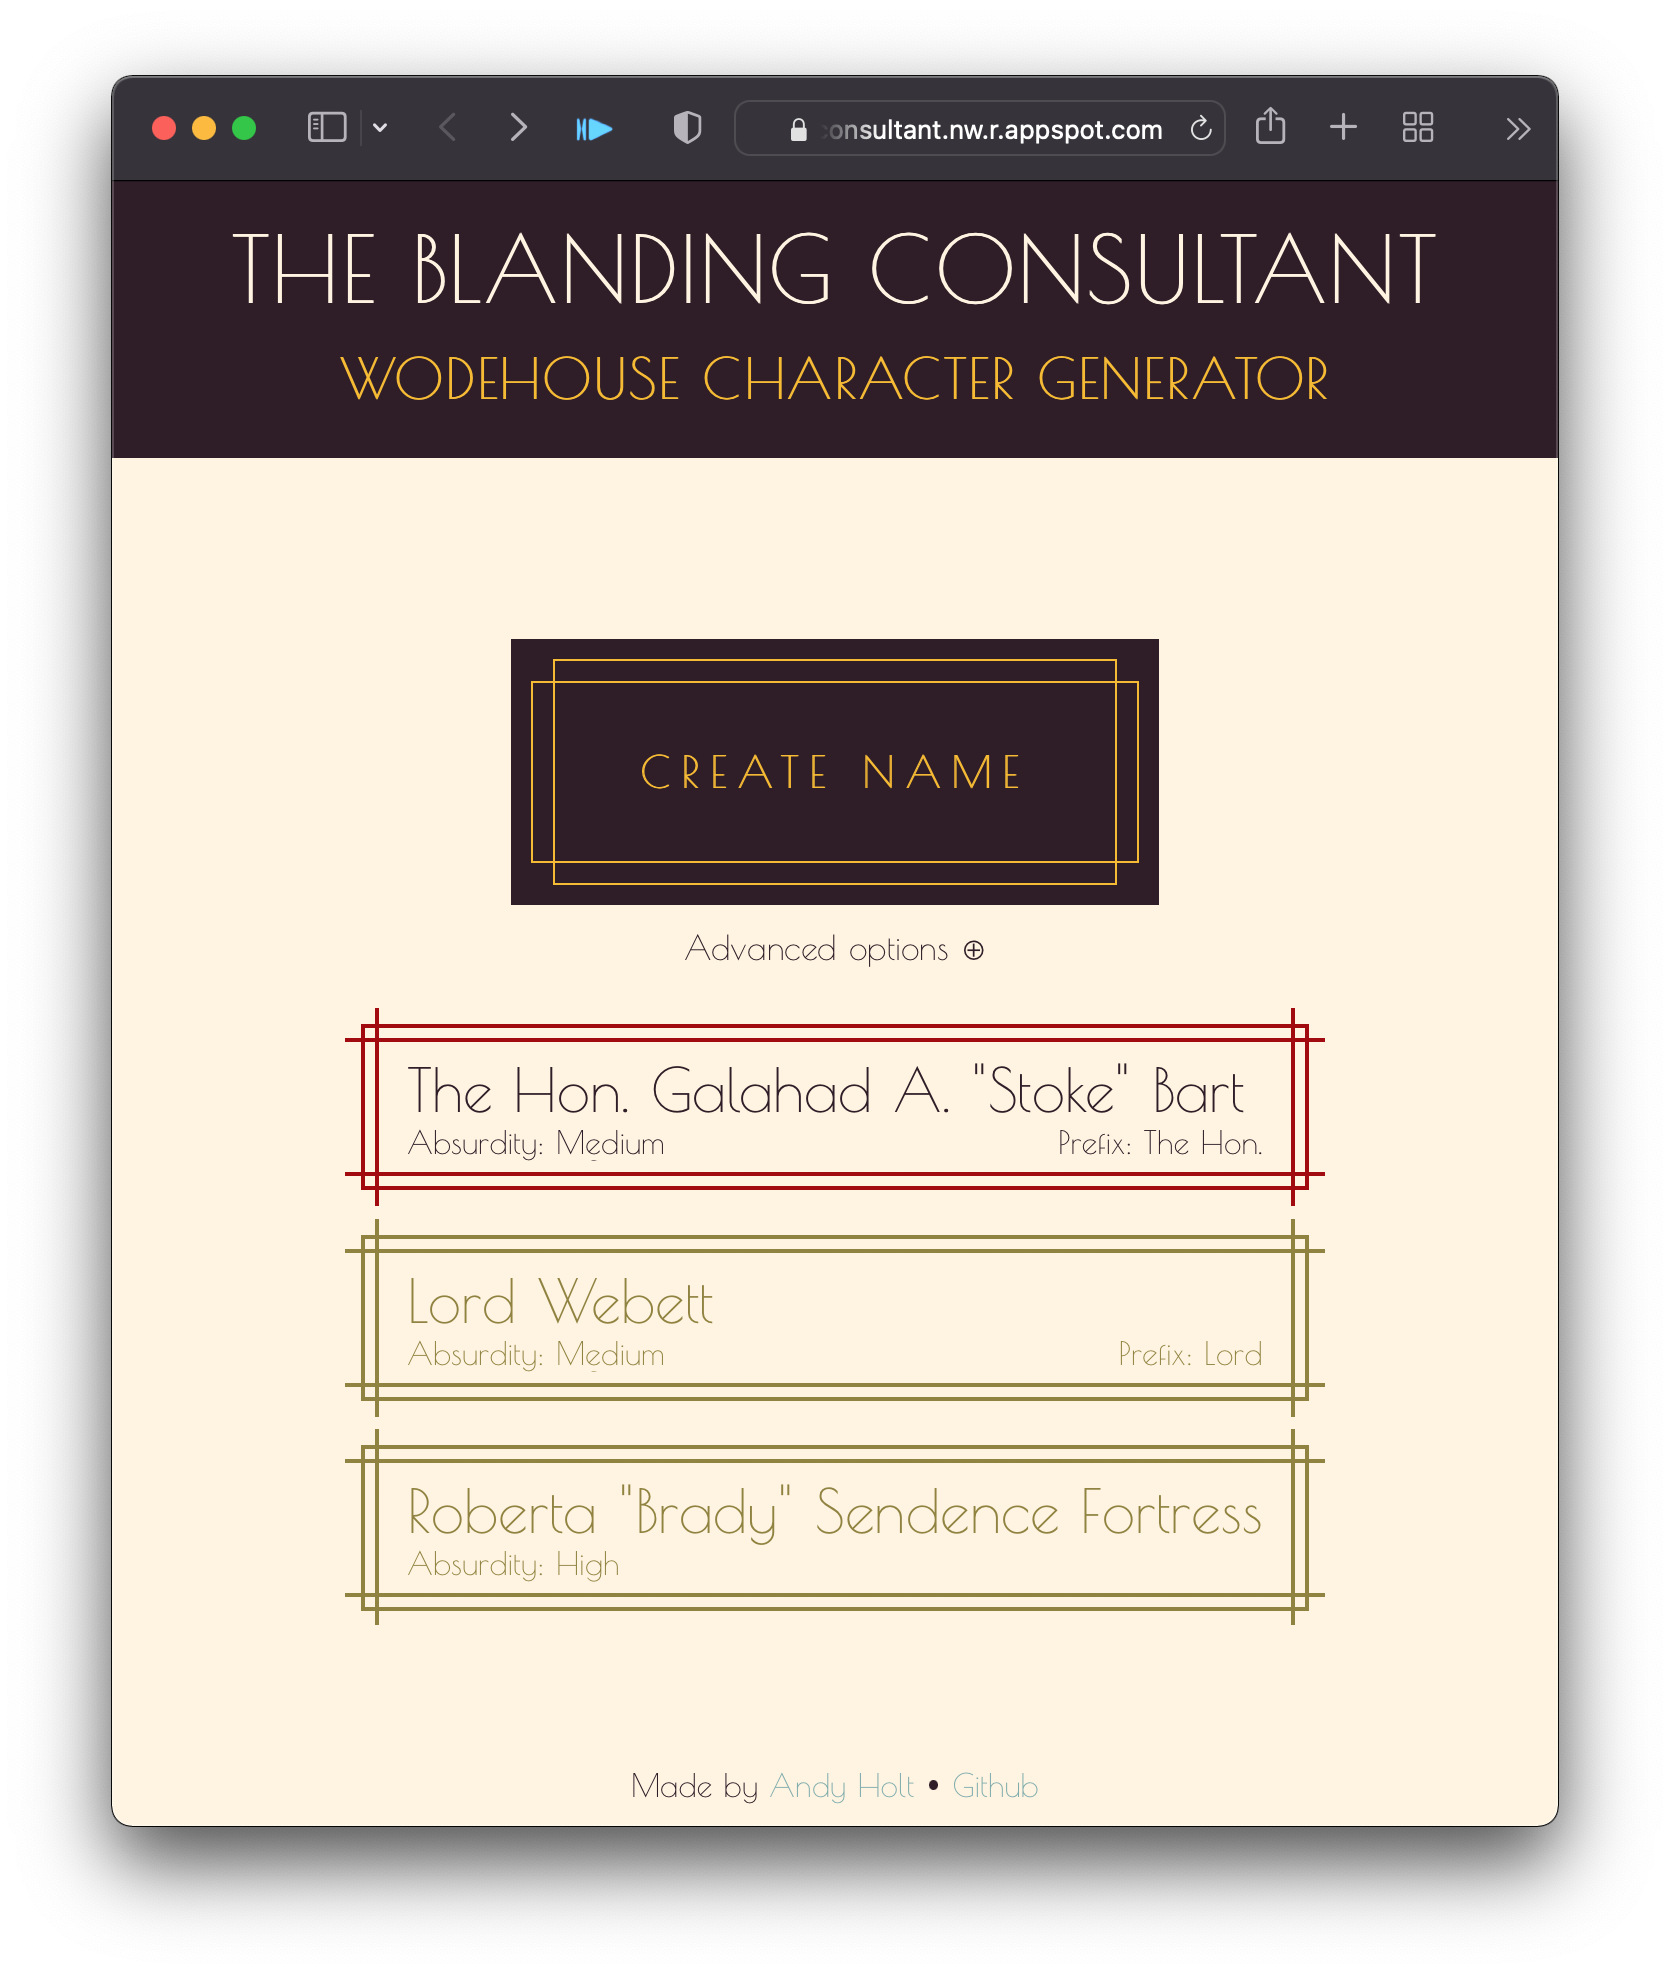 consultant.nw.r.appspot.com
THE BLANDING CONSULTANT
WODEHOUSE CHARACTER GENERATOR
CREATE NAME
Advanced options ⊕
The Hon. Galahad A. "Stoke" Bart
Absurdity: Medium Prefix: The Hon.
Lord Webett
Absurdity: Medium Prefix: Lord
Roberta "Brady" Sendence Fortress
Absurdity: High
Made by Andy Holt • Github